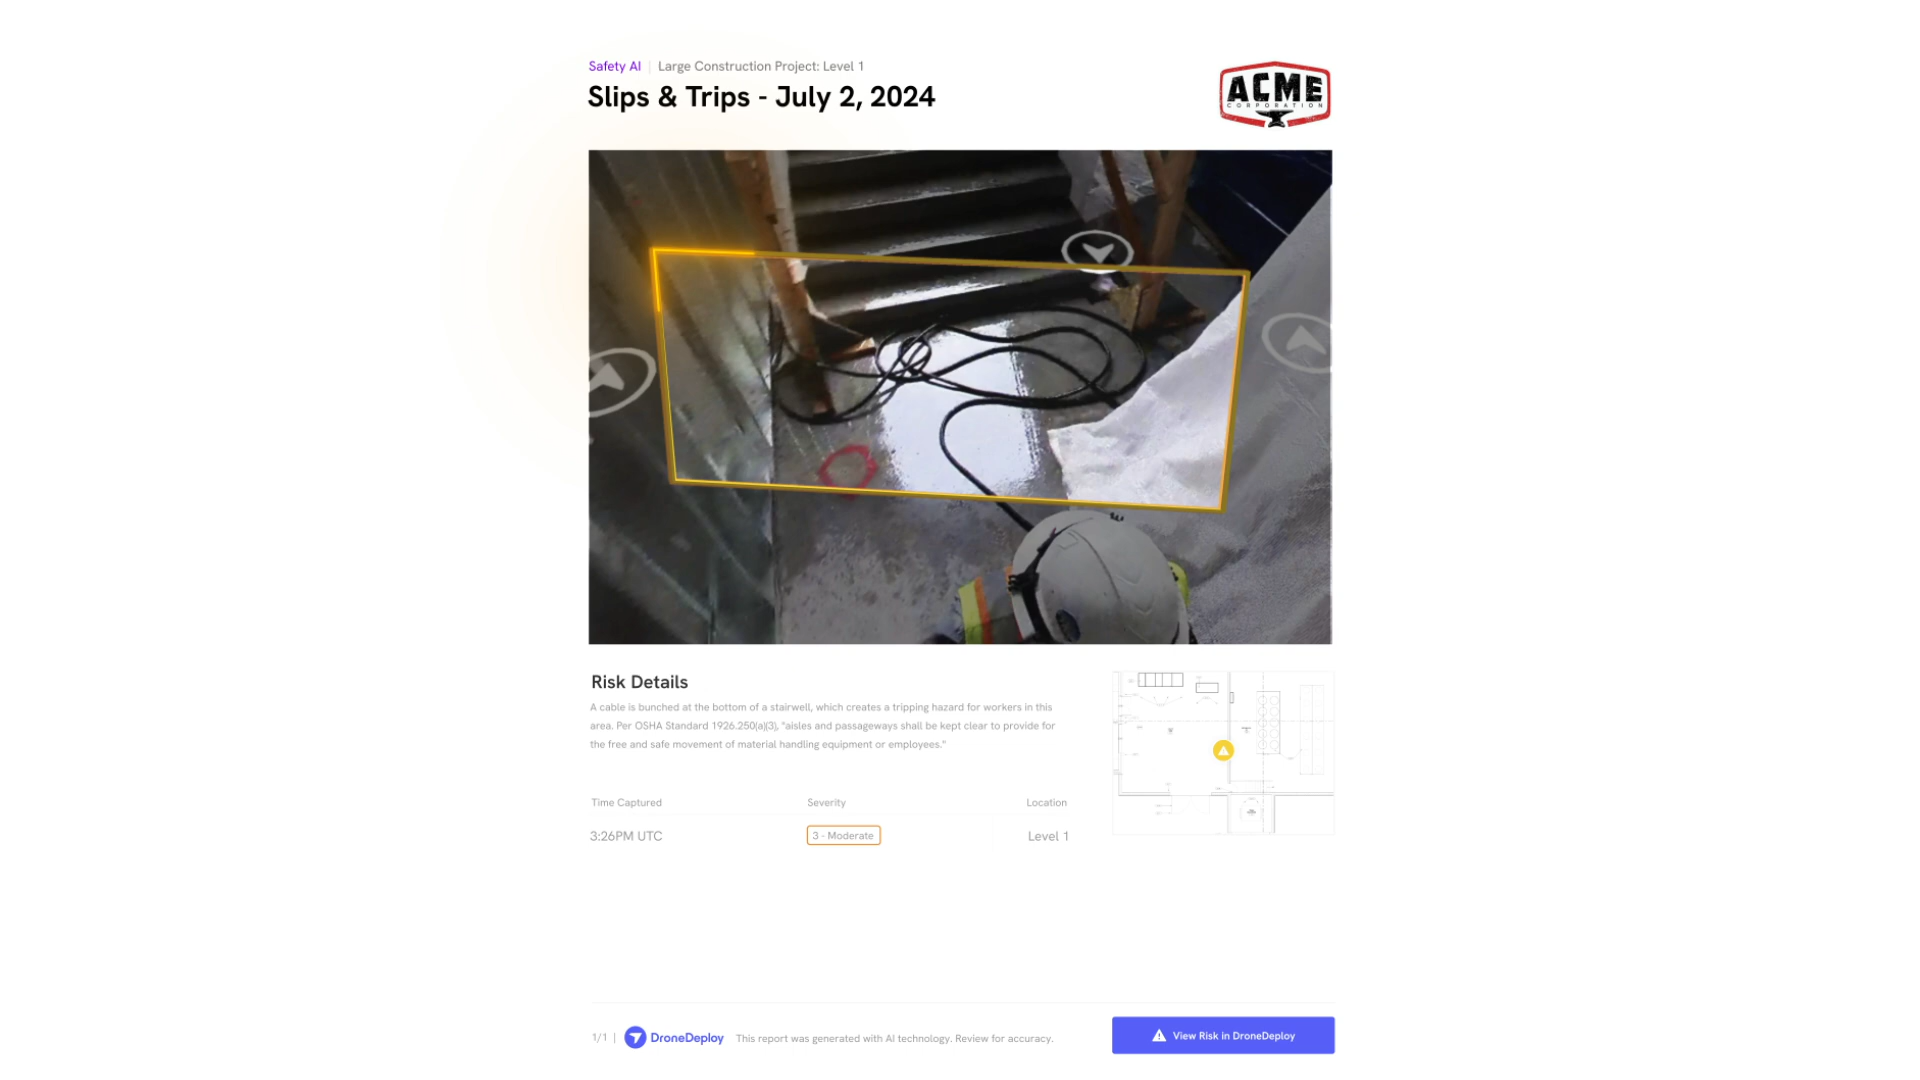 Safety AI | Large Construction Project: Level 1
Slips & Trips - July 2, 2024
ACME
CORPORATION
Risk Details
A cable is bunched at the bottom of a stairwell, which creates a tripping hazard for workers in this
area. Per OSHA Standard 1926.250(a)(3), "aisles and passageways shall be kept clear to provide for
the free and safe movement of material handling equipment or employees."
Time Captured Severity Location
3:26PM UTC 3 - Moderate Level 1
1/1 | DroneDeploy This report was generated with AI technology. Review for accuracy.
View Risk in DroneDeploy